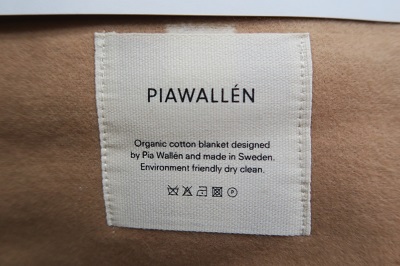 PIAWALLÉN
Organic cotton blanket designed
by Pia Wallén and made in Sweden.
Environment friendly dry clean.